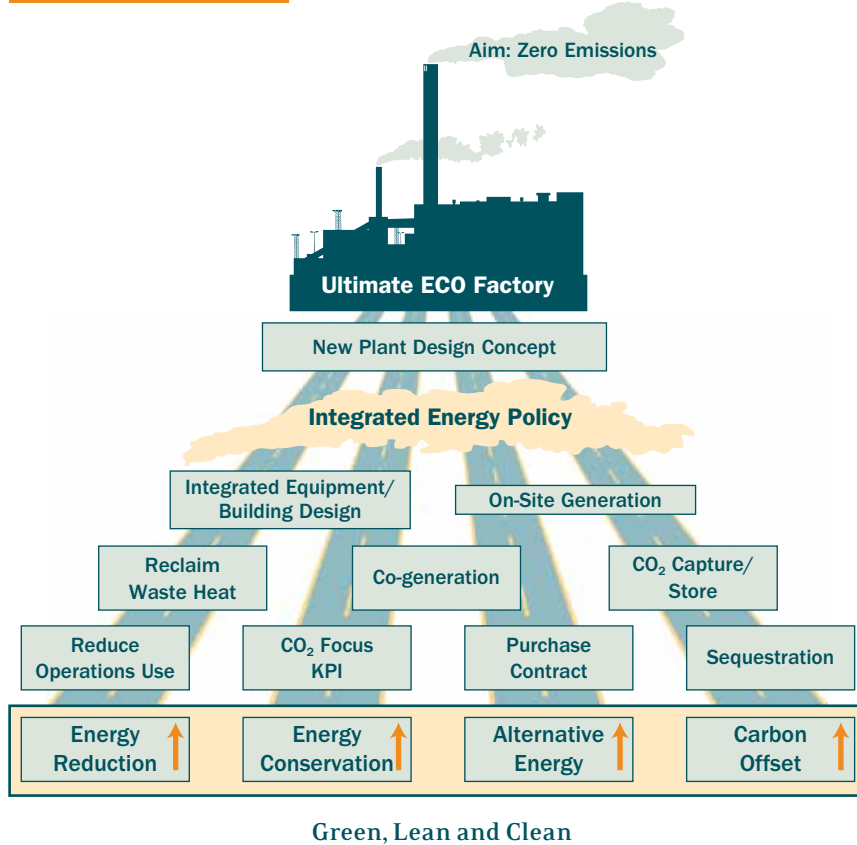 Aim: Zero Emissions
Ultimate ECO Factory
New Plant Design Concept
Integrated Energy Policy
Integrated Equipment/
Building Design
On-Site Generation
Reclaim
Waste Heat
Co-generation
CO₂ Capture/
Store
Reduce
Operations Use
CO₂ Focus
KPI
Purchase
Contract
Sequestration
Energy
Reduction
Energy
Conservation
Alternative
Energy
Carbon
Offset
Green, Lean and Clean